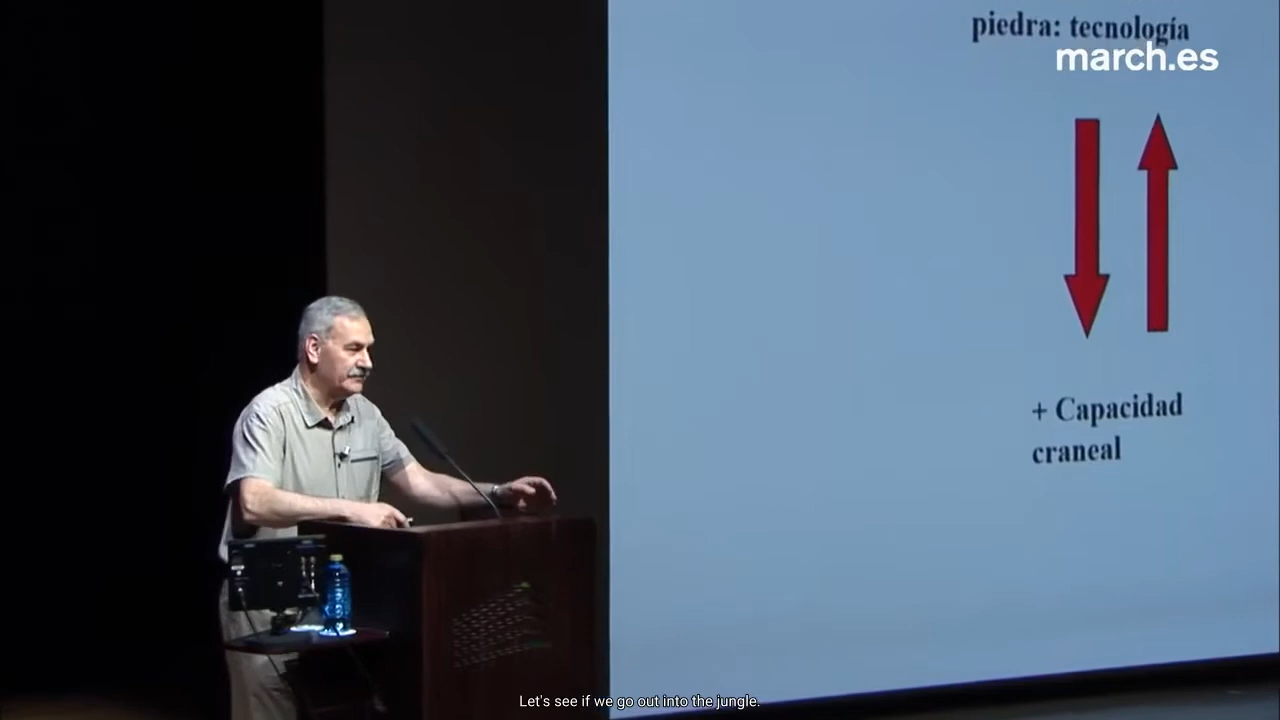 piedra: tecnología
march.es
+ Capacidad
craneal
Let's see if we go out into the jungle.